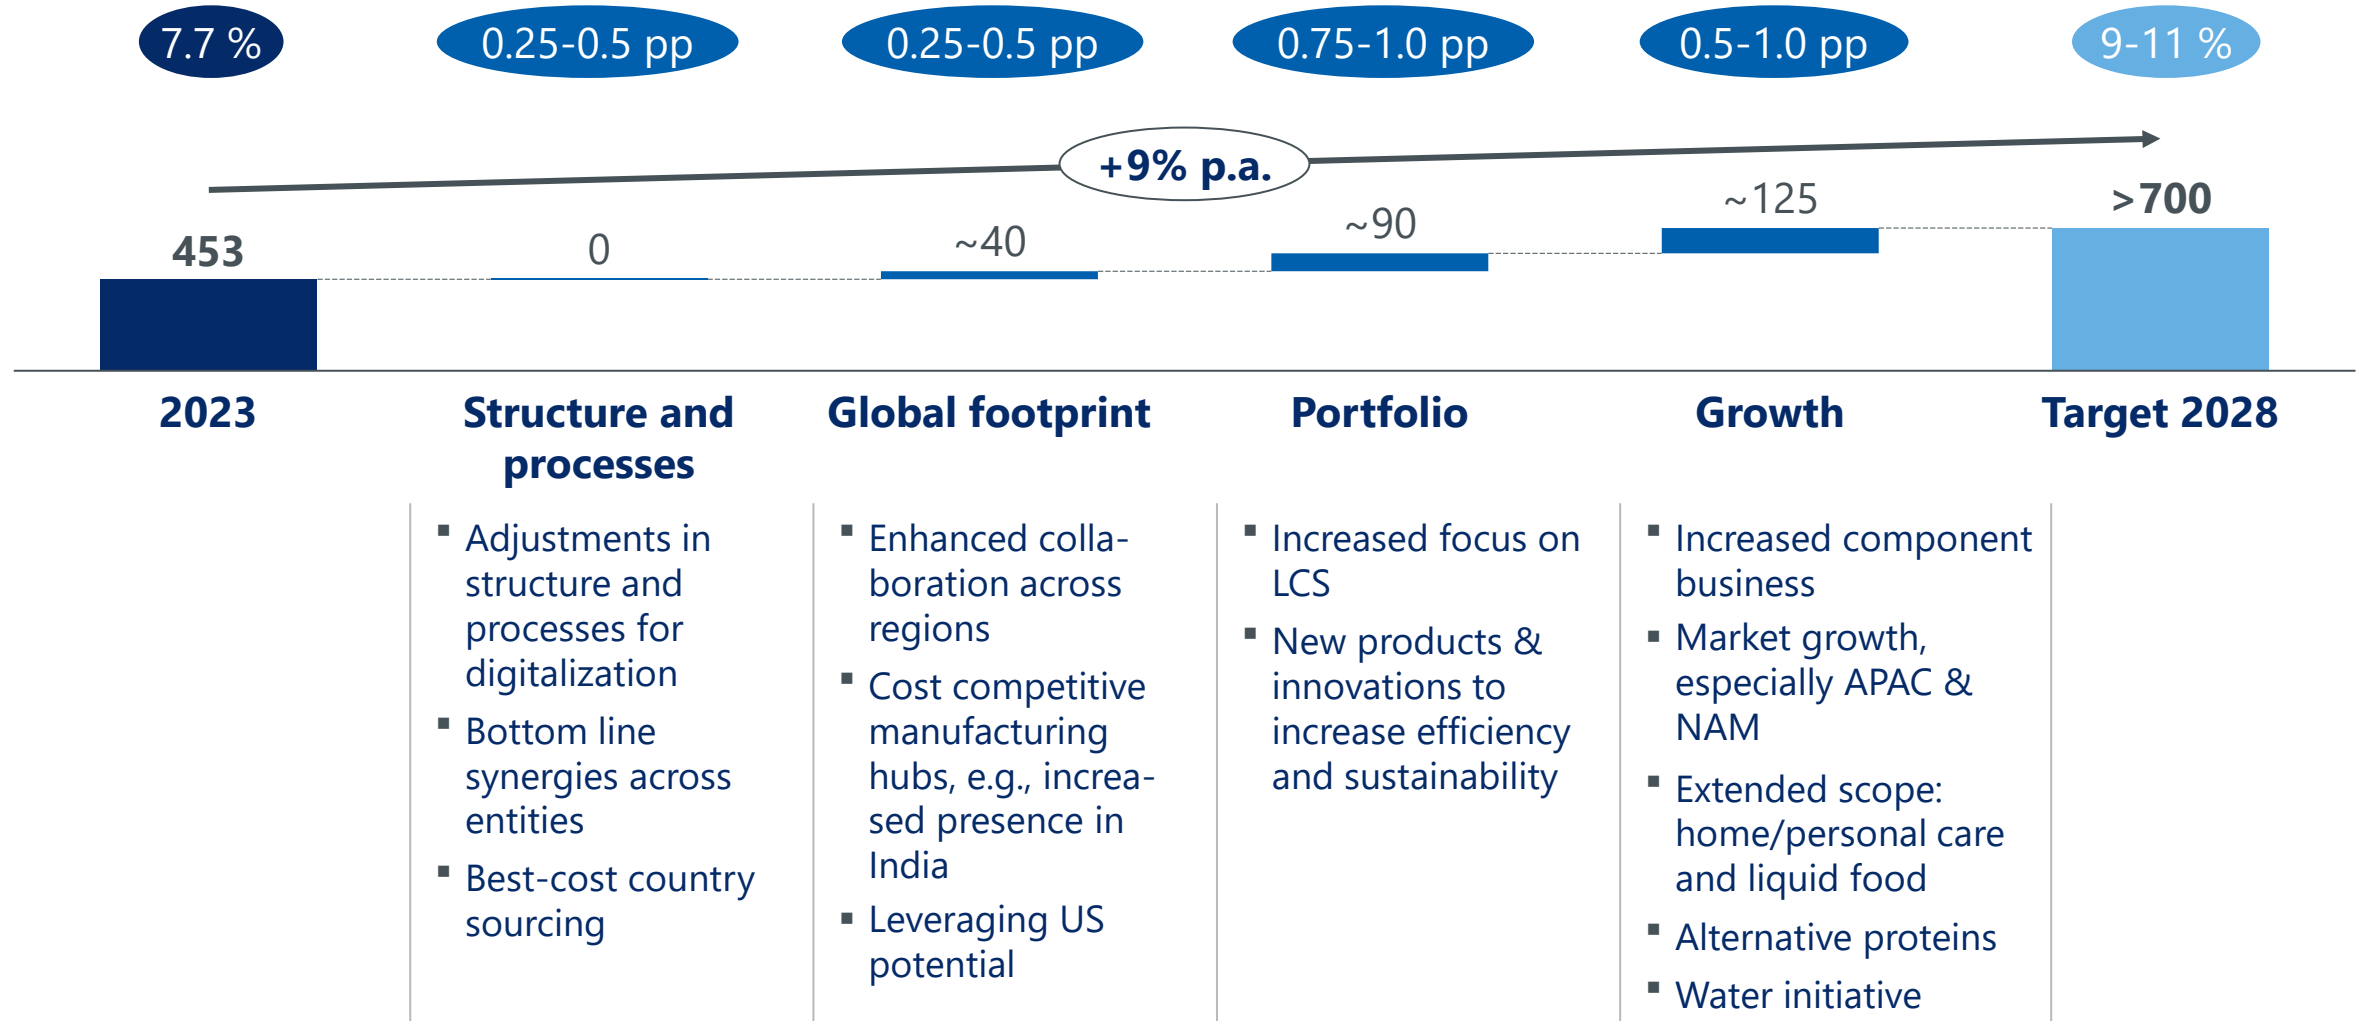 7.7 %
0.25-0.5 pp
0.25-0.5 pp
0.75-1.0 pp
0.5-1.0 pp
9-11 %
+9% p.a.
453
0
~40
~90
~125
>700
2023
Structure and
processes
Global footprint
Portfolio
Growth
Target 2028
Adjustments in
structure and
processes for
digitalization
Bottom line
synergies across
entities
Best-cost country
sourcing
Enhanced colla-
boration across
regions
Cost competitive
manufacturing
hubs, e.g., increa-
sed presence in
India
Leveraging US
potential
Increased focus on
LCS
New products &
innovations to
increase efficiency
and sustainability
Increased component
business
Market growth,
especially APAC &
NAM
Extended scope:
home/personal care
and liquid food
Alternative proteins
Water initiative